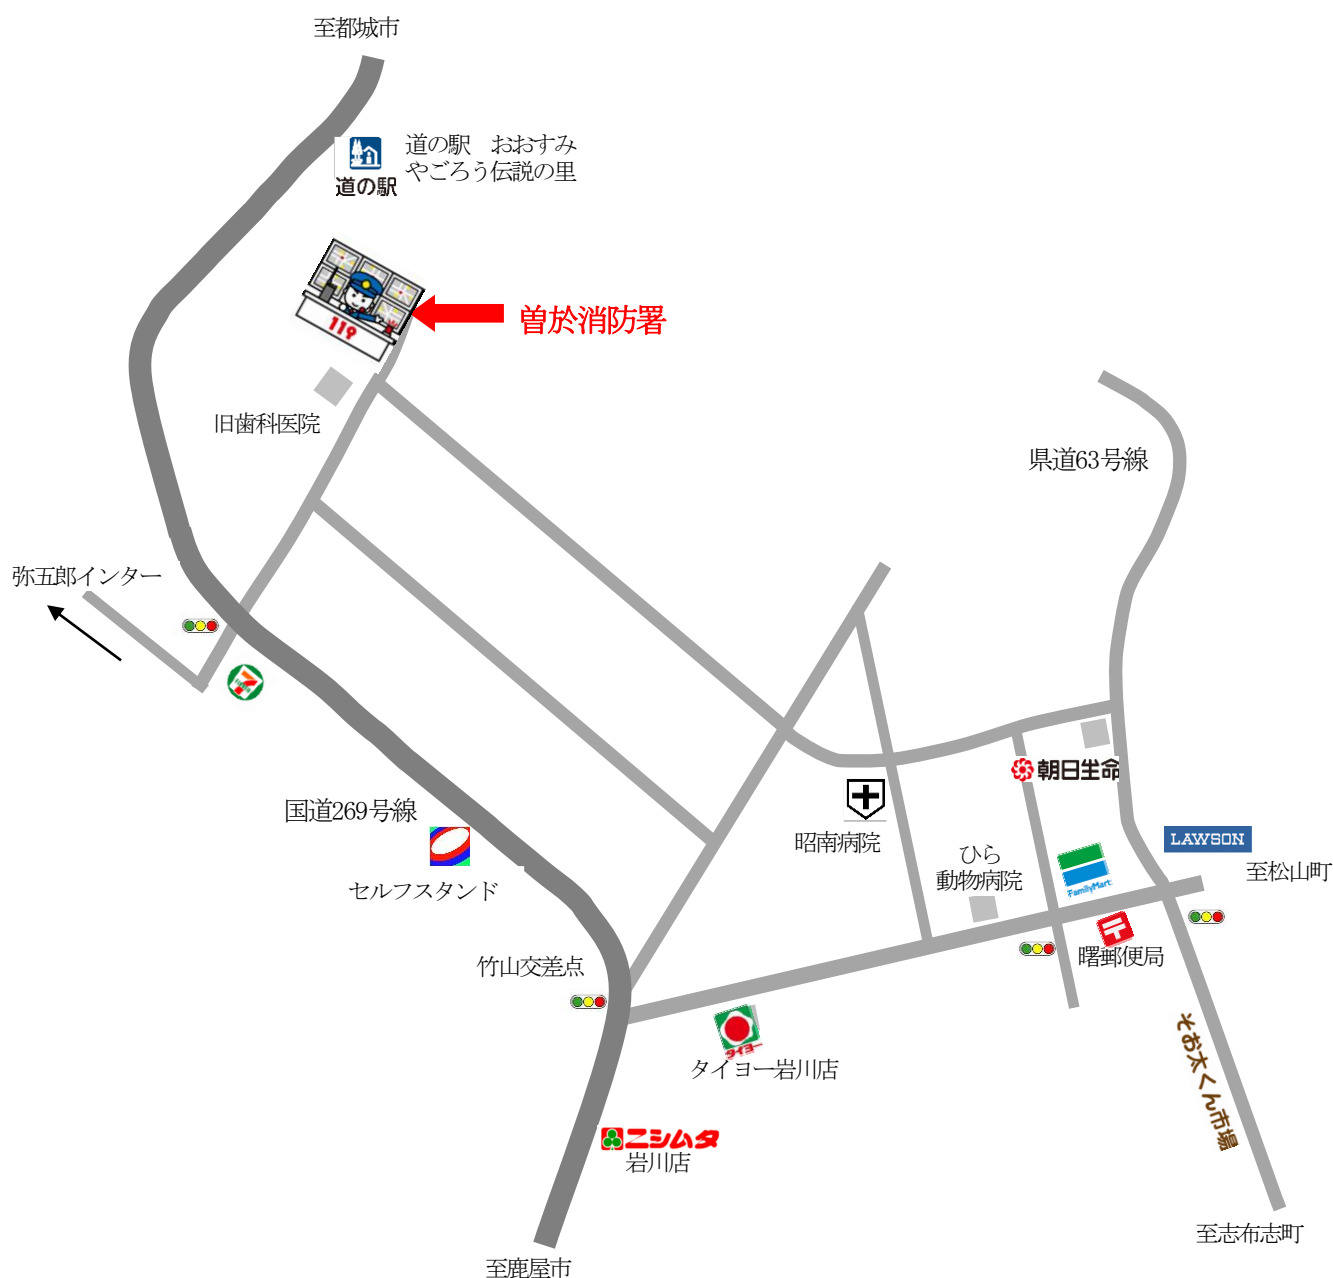 至都城市
道の駅 おおすみ
やごろう伝説の里
道の駅
119
曽於消防署
旧歯科医院
県道63号線
弥五郎インター
国道269号線
セルフスタンド
朝日生命
昭南病院
ひら
動物病院
FamilyMart
LAWSON
至松山町
曙郵便局
竹山交差点
タイヨー
タイヨー岩川店
そお太くん市場
ニシムタ
岩川店
至志布志町
至鹿屋市